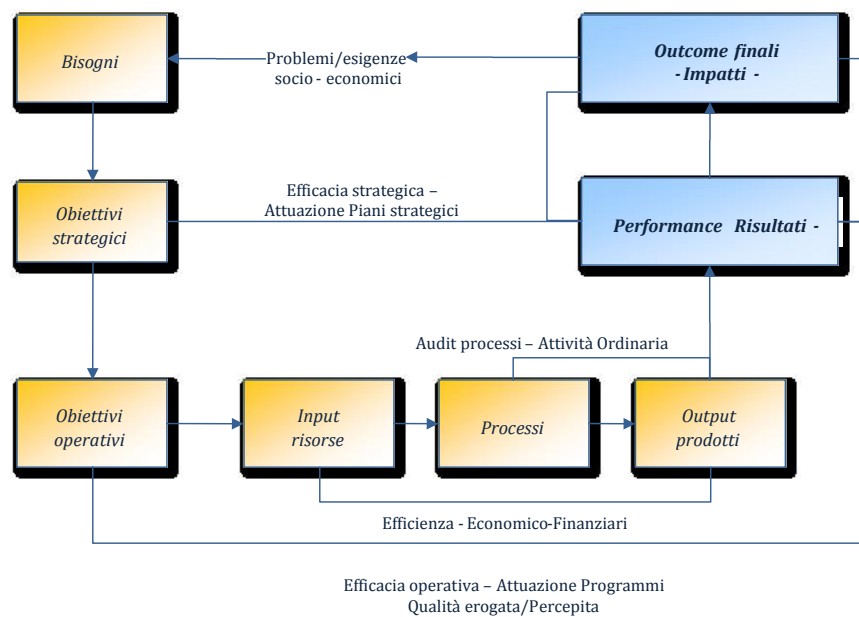 Bisogni
Problemi/esigenze
socio - economici
Outcome finali
- Impatti -
Obiettivi
strategici
Efficacia strategica –
Attuazione Piani strategici
Performance Risultati -
Audit processi – Attività Ordinaria
Obiettivi
operativi
Input
risorse
Processi
Output
prodotti
Efficienza - Economico-Finanziari
Efficacia operativa – Attuazione Programmi
Qualità erogata/Percepita